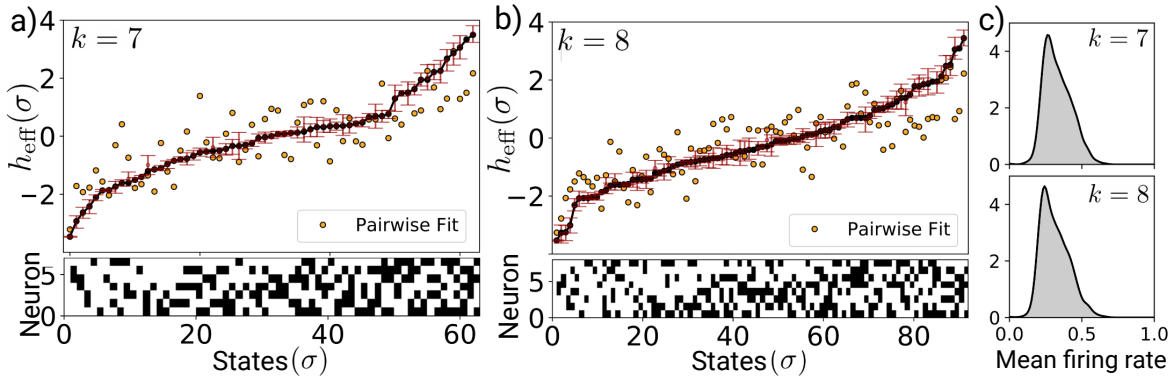 a)
k = 7
h_eff(σ)
4
2
0
−2
Pairwise Fit
Neuron
5
0
0
20
40
60
States(σ)
b)
k = 8
h_eff(σ)
4
2
0
−2
Pairwise Fit
Neuron
5
0
0
20
40
60
80
States(σ)
c)
k = 7
4
2
0
k = 8
4
2
0
0.0
0.5
1.0
Mean firing rate